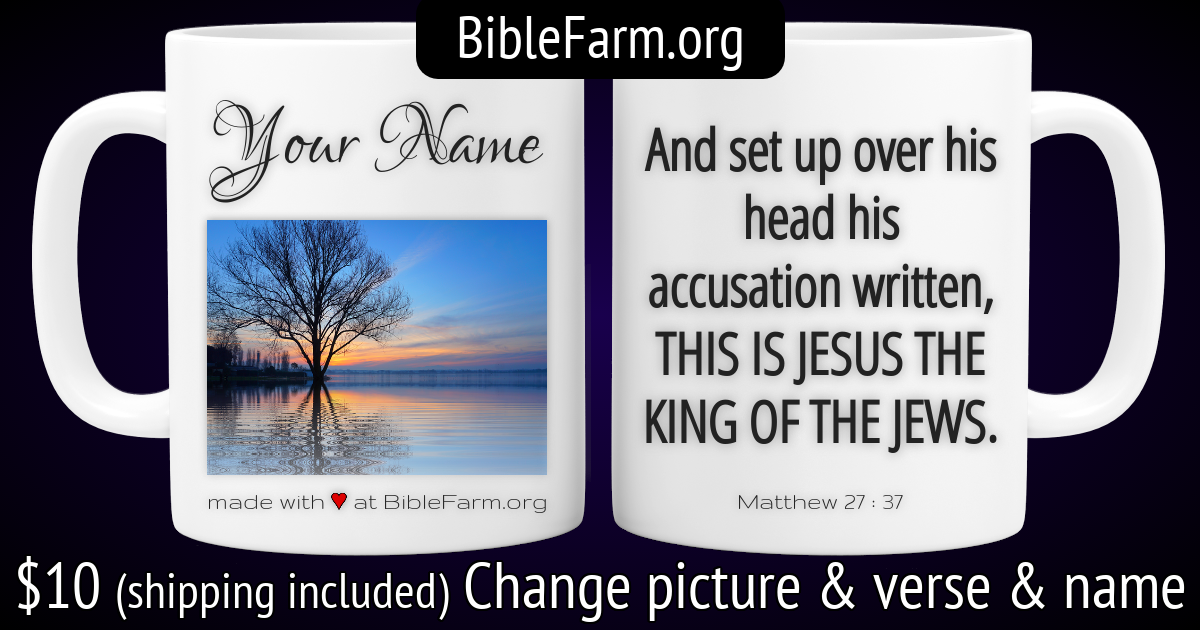 BibleFarm.org
Your Name
made with ♥ at BibleFarm.org
And set up over his
head his
accusation written,
THIS IS JESUS THE
KING OF THE JEWS.
Matthew 27 : 37
$10 (shipping included) Change picture & verse & name